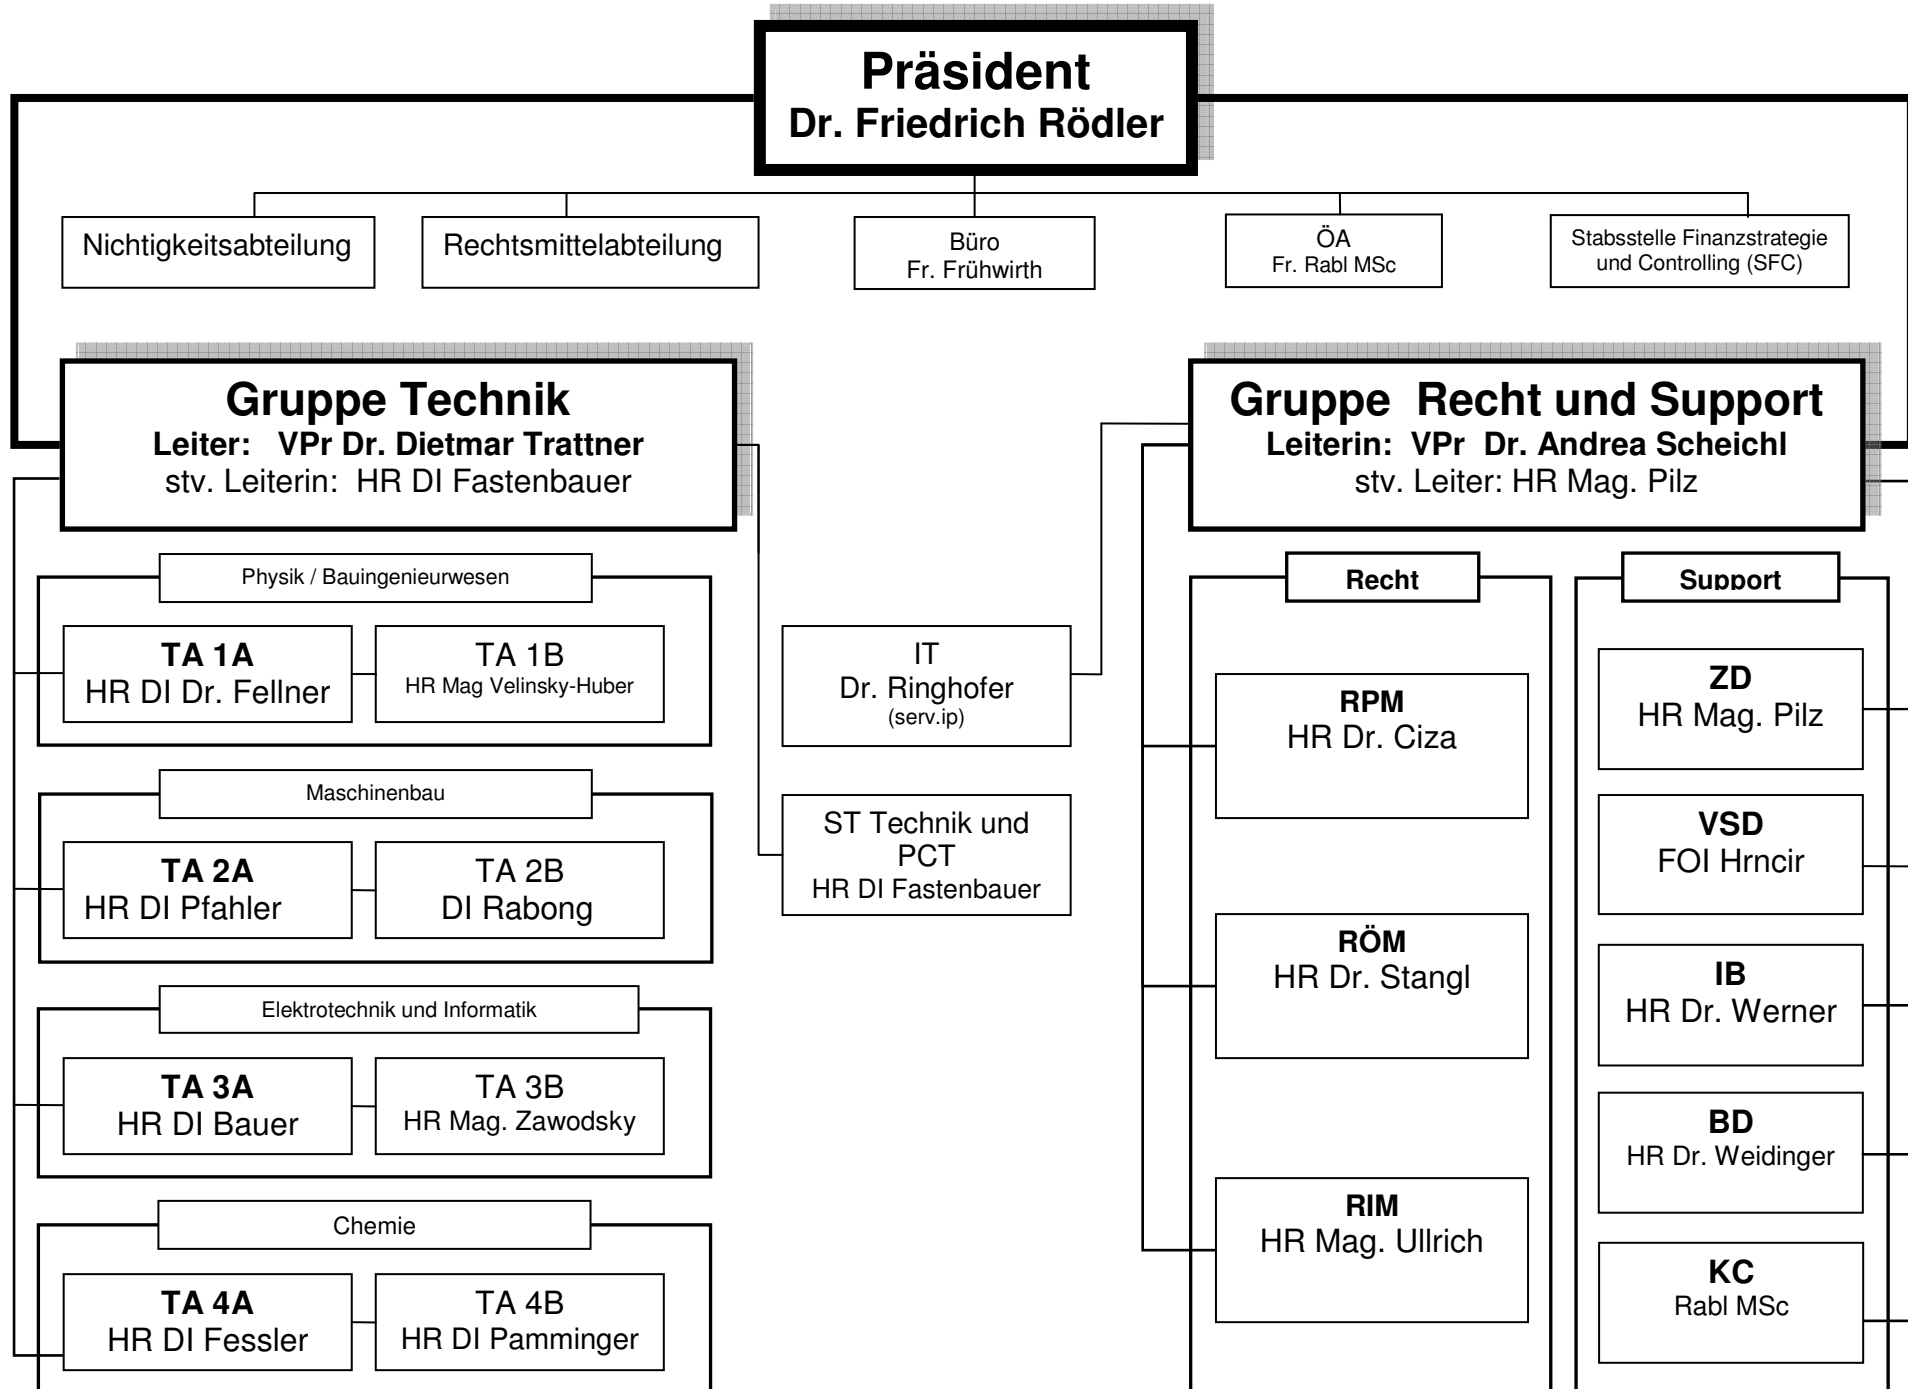 Präsident
Dr. Friedrich Rödler
Nichtigkeitsabteilung
Rechtsmittelabteilung
Büro
Fr. Frühwirth
ÖA
Fr. Rabl MSc
Stabsstelle Finanzstrategie
und Controlling (SFC)
Gruppe Technik
Leiter: VPr Dr. Dietmar Trattner
stv. Leiterin: HR DI Fastenbauer
Gruppe Recht und Support
Leiterin: VPr Dr. Andrea Scheichl
stv. Leiter: HR Mag. Pilz
Physik / Bauingenieurwesen
TA 1A
HR DI Dr. Fellner
TA 1B
HR Mag Velinsky-Huber
Maschinenbau
TA 2A
HR DI Pfahler
TA 2B
DI Rabong
Elektrotechnik und Informatik
TA 3A
HR DI Bauer
TA 3B
HR Mag. Zawodsky
Chemie
TA 4A
HR DI Fessler
TA 4B
HR DI Pamminger
IT
Dr. Ringhofer
(serv.ip)
ST Technik und
PCT
HR DI Fastenbauer
Recht
RPM
HR Dr. Ciza
RÖM
HR Dr. Stangl
RIM
HR Mag. Ullrich
Support
ZD
HR Mag. Pilz
VSD
FOI Hrncir
IB
HR Dr. Werner
BD
HR Dr. Weidinger
KC
Rabl MSc